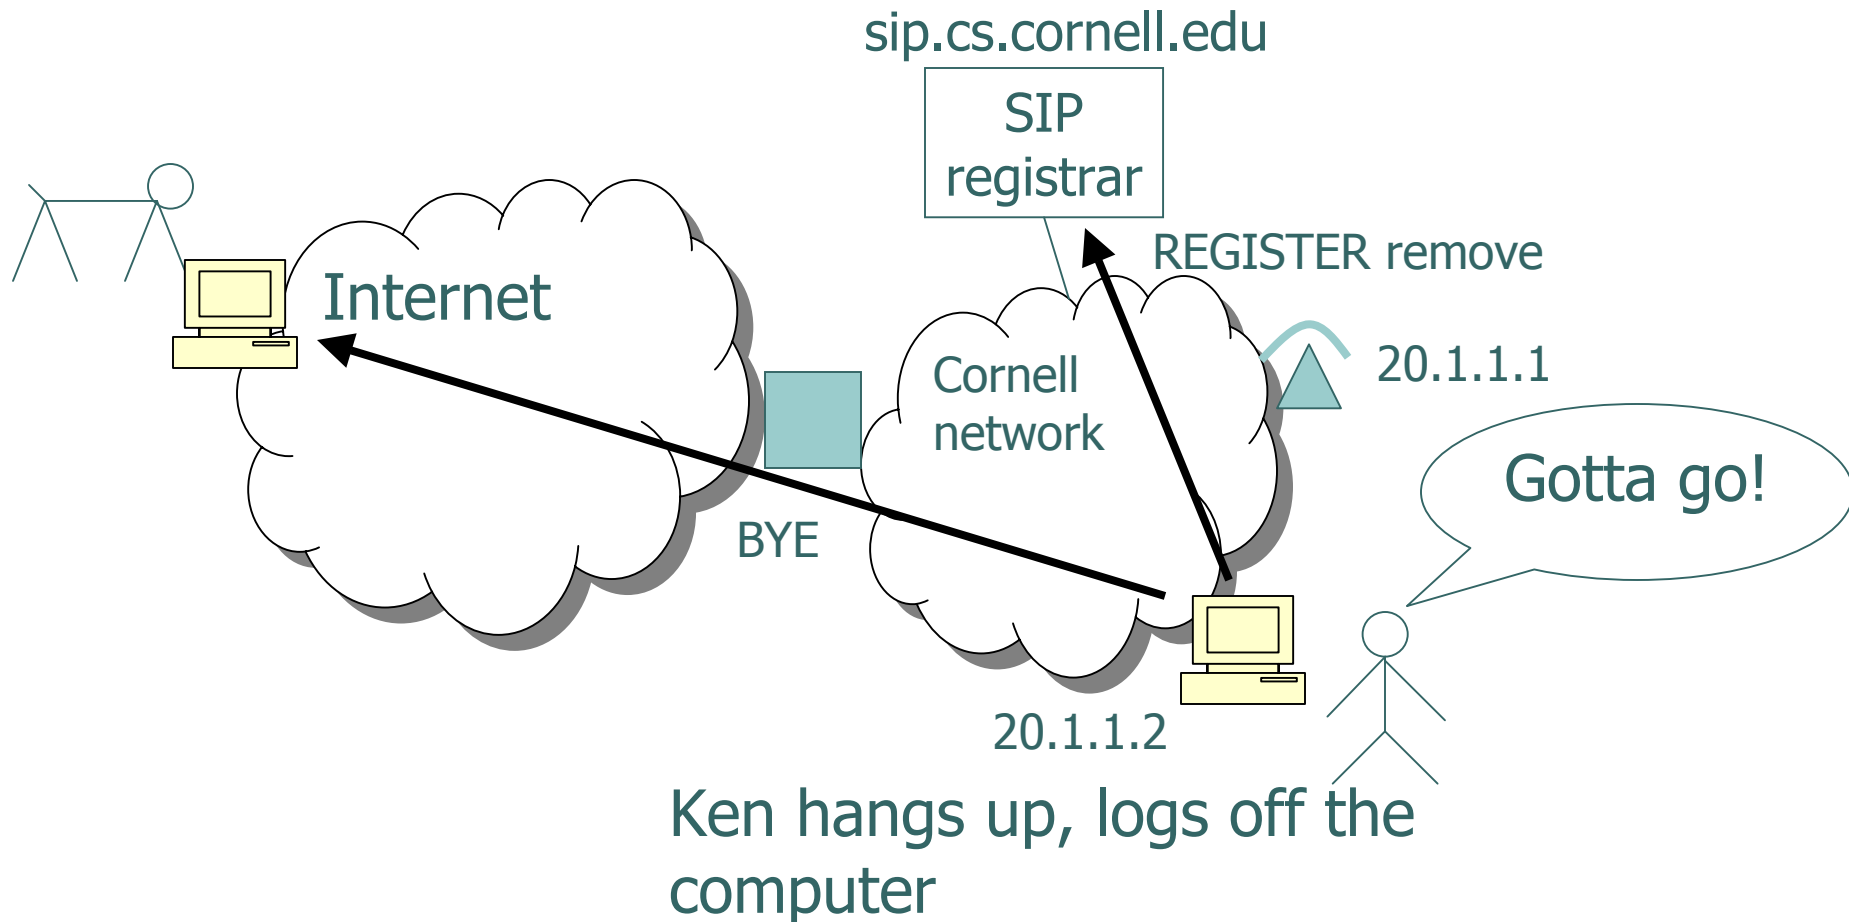 sip.cs.cornell.edu
SIP
registrar
REGISTER remove
Internet
Cornell
network
20.1.1.1
Gotta go!
BYE
20.1.1.2
Ken hangs up, logs off the
computer